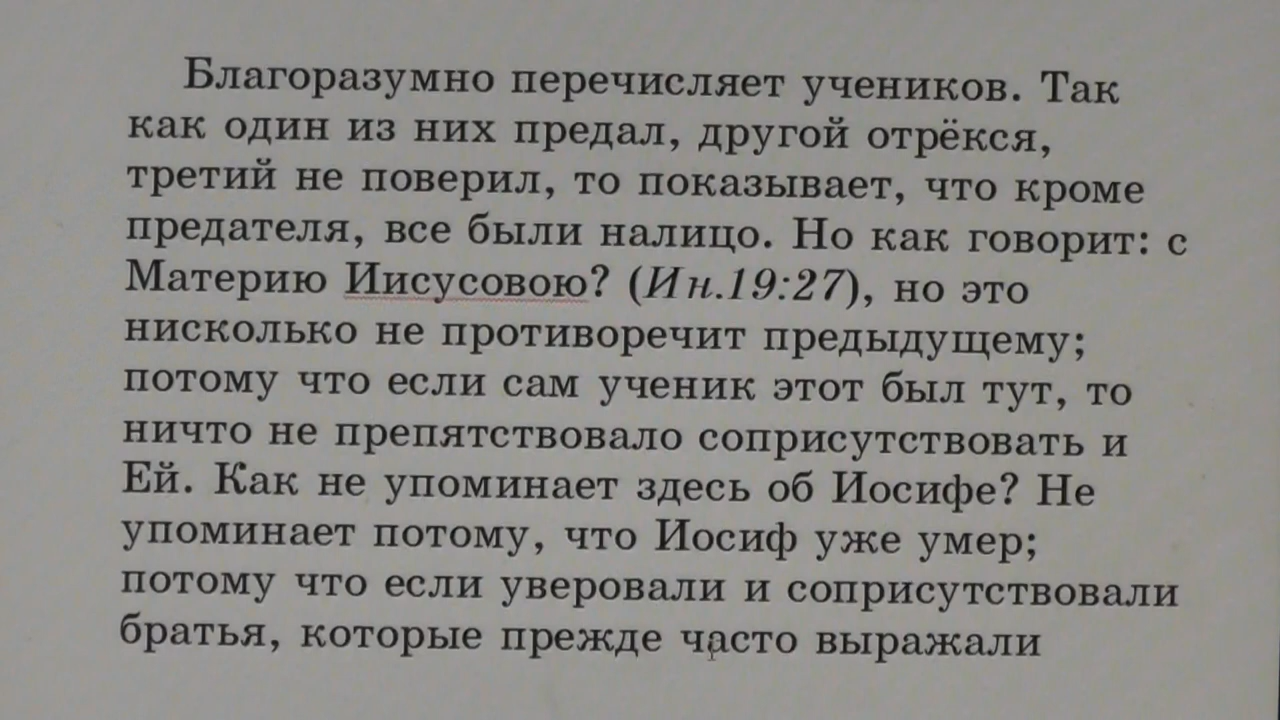 Благоразумно перечисляет учеников. Так
как один из них предал, другой отрёкся,
третий не поверил, то показывает, что кроме
предателя, все были налицо. Но как говорит: с
Материю Иисусовою? (Ин.19:27), но это
нисколько не противоречит предыдущему;
потому что если сам ученик этот был тут, то
ничто не препятствовало соприсутствовать и
Ей. Как не упоминает здесь об Иосифе? Не
упоминает потому, что Иосиф уже умер;
потому что если уверовали и соприсутствовали
братья, которые прежде часто выражали